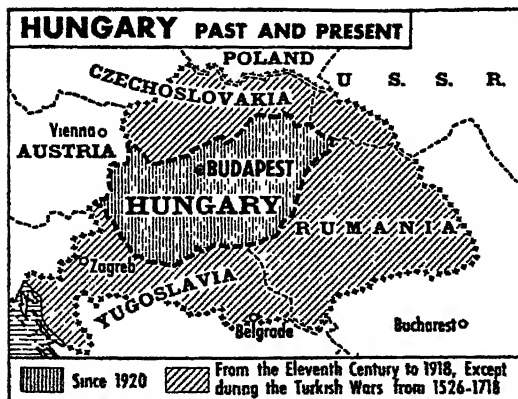 HUNGARY PAST AND PRESENT
POLAND
U. S. S. R.
CZECHOSLOVAKIA
Vienna
AUSTRIA
BUDAPEST
HUNGARY
RUMANIA
Zagreb
YUGOSLAVIA
Belgrade
Bucharest
Since 1920
From the Eleventh Century to 1918, Except
during the Turkish Wars from 1526-1718